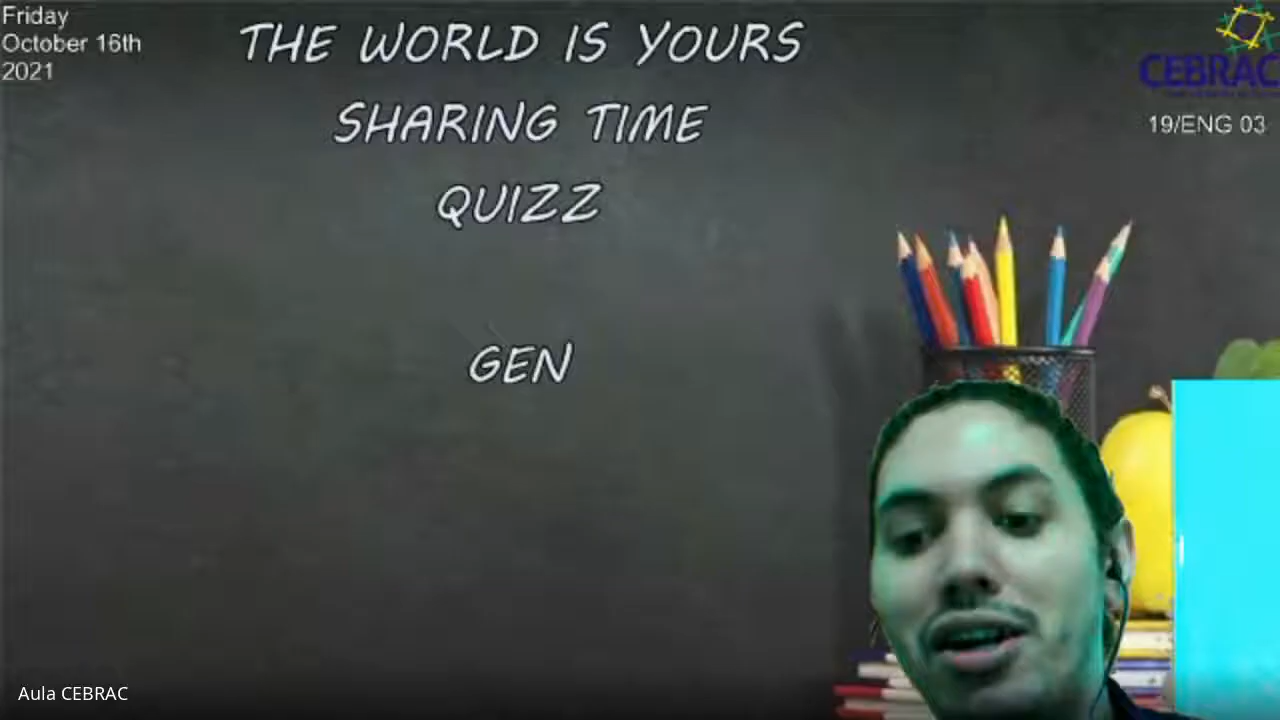 Friday
October 16th
2021
THE WORLD IS YOURS
SHARING TIME
QUIZZ
GEN
CEBRAC
19/ENG 03
Aula CEBRAC